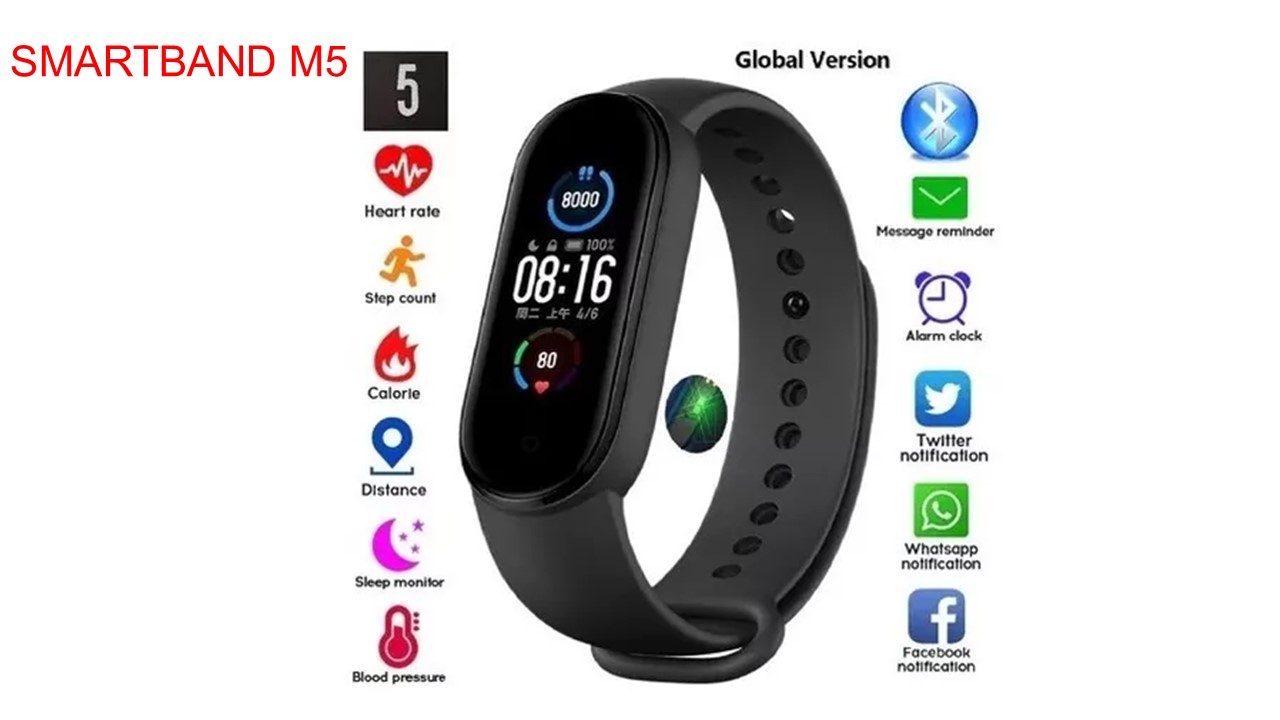 SMARTBAND M5
5
Global Version
Heart rate
Step count
Calorie
Distance
Sleep monitor
Blood pressure
8000
100%
08:16
周二 上午 4/6
80
Message reminder
Alarm clock
Twitter
notification
Whatsapp
notification
Facebook
notification